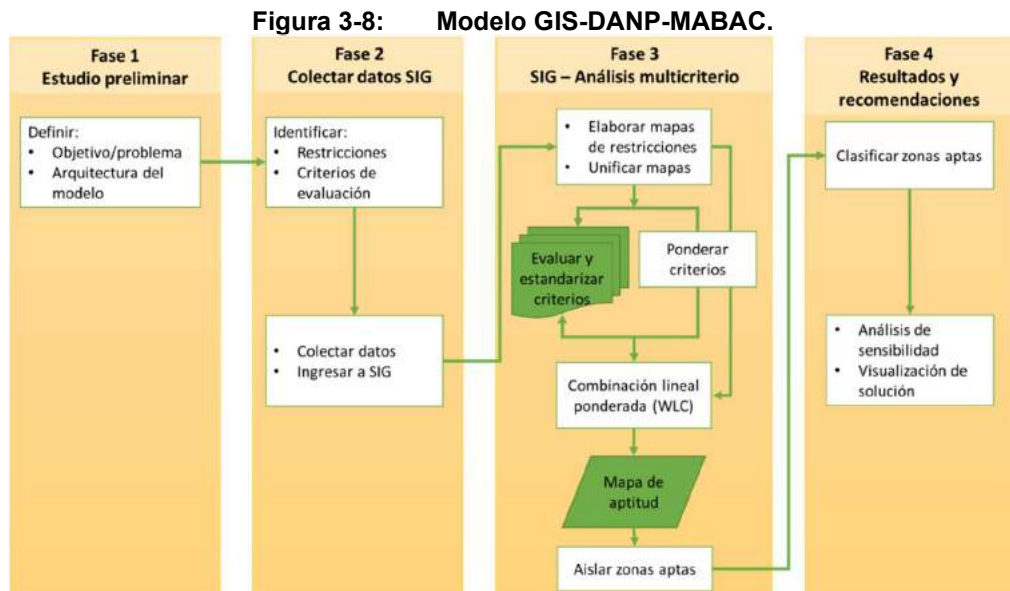 Figura 3-8: Modelo GIS-DANP-MABAC.
Fase 1
Estudio preliminar
Definir:
• Objetivo/problema
• Arquitectura del
modelo
Fase 2
Colectar datos SIG
Identificar:
• Restricciones
• Criterios de
evaluación
• Colectar datos
• Ingresar a SIG
Fase 3
SIG – Análisis multicriterio
• Elaborar mapas
de restricciones
• Unificar mapas
Evaluar y
estandarizar
criterios
Ponderar
criterios
Combinación lineal
ponderada (WLC)
Mapa de
aptitud
Aislar zonas aptas
Fase 4
Resultados y
recomendaciones
Clasificar zonas aptas
• Análisis de
sensibilidad
• Visualización de
solución